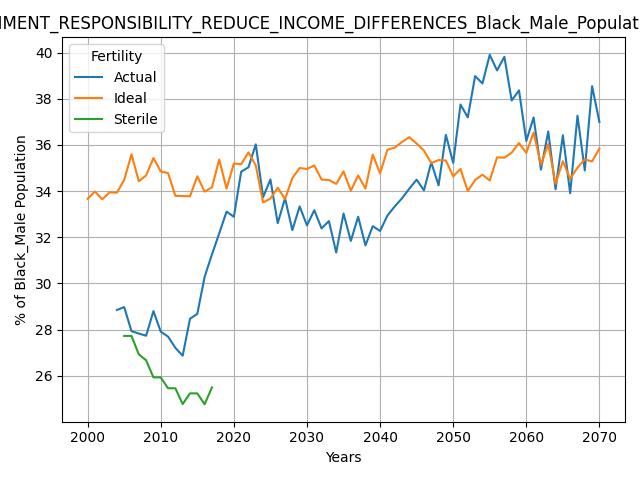 NMENT_RESPONSIBILITY_REDUCE_INCOME_DIFFERENCES_Black_Male_Populat
Fertility
Actual
Ideal
Sterile
% of Black_Male Population
40
38
36
34
32
30
28
26
2000 2010 2020 2030 2040 2050 2060 2070
Years